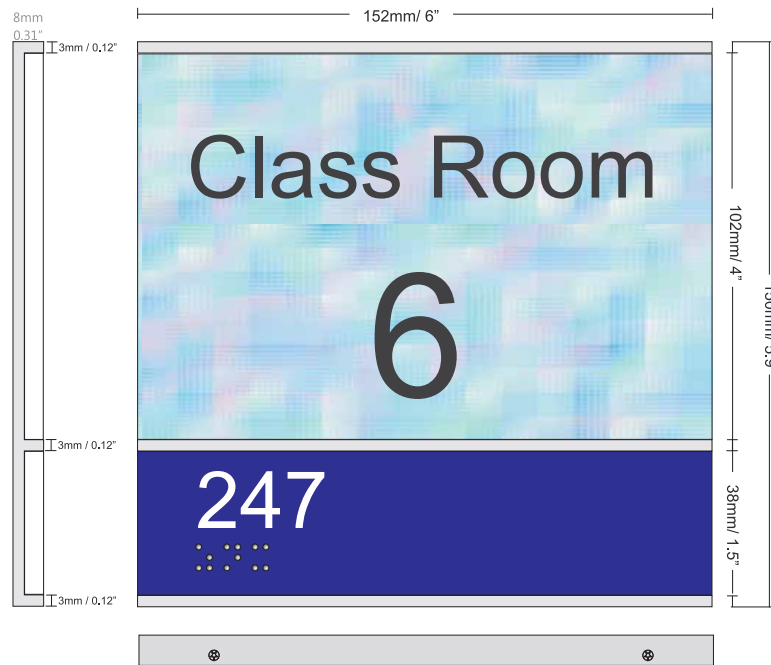 152mm/ 6”
8mm
0.31”
3mm / 0.12”
Class Room
6
102mm/ 4”
3mm / 0.12”
247
38mm/ 1.5”
3mm / 0.12”